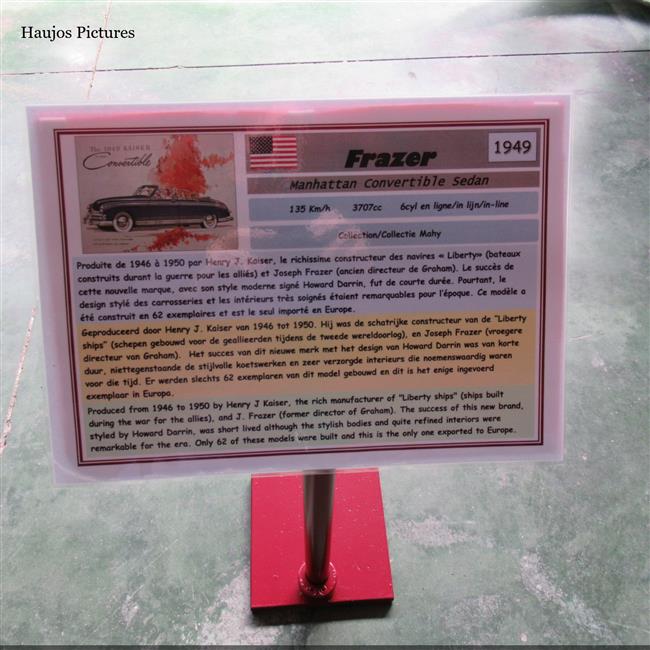 Haujos Pictures
The 1949 KAISER
Convertible
Frazer
1949
Manhattan Convertible Sedan
135 Km/h 3707cc 6cyl en ligne/in lijn/in-line
Collection/Collectie Mahy
Produite de 1946 à 1950 par Henry J. Kaiser, le richissime constructeur des navires « Liberty» (bateaux
construits durant la guerre pour les alliés) et Joseph Frazer (ancien directeur de Graham). Le succès de
cette nouvelle marque, avec son style moderne signé Howard Darrin, fut de courte durée. Pourtant, le
design stylé des carrosseries et les intérieurs très soignés étaient remarquables pour l'époque. Ce modèle a
été construit en 62 exemplaires et est le seul importé en Europe.
Geproduceerd door Henry J. Kaiser van 1946 tot 1950. Hij was de schatrijke constructeur van de "Liberty
ships" (schepen gebouwd voor de geallieerden tijdens de tweede wereldoorlog), en Joseph Frazer (vroegere
directeur van Graham). Het succes van dit nieuwe merk met het design van Howard Darrin was van korte
duur, niettegenstaande de stijlvolle koetswerken en zeer verzorgde interieurs die noemenswaardig waren
voor die tijd. Er werden slechts 62 exemplaren van dit model gebouwd en dit is het enige ingevoerd
exemplaar in Europa.
Produced from 1946 to 1950 by Henry J Kaiser, the rich manufacturer of "Liberty ships" (ships built
during the war for the allies), and J. Frazer (former director of Graham). The success of this new brand,
styled by Howard Darrin, was short lived although the stylish bodies and quite refined interiors were
remarkable for the era. Only 62 of these models were built and this is the only one exported to Europe.